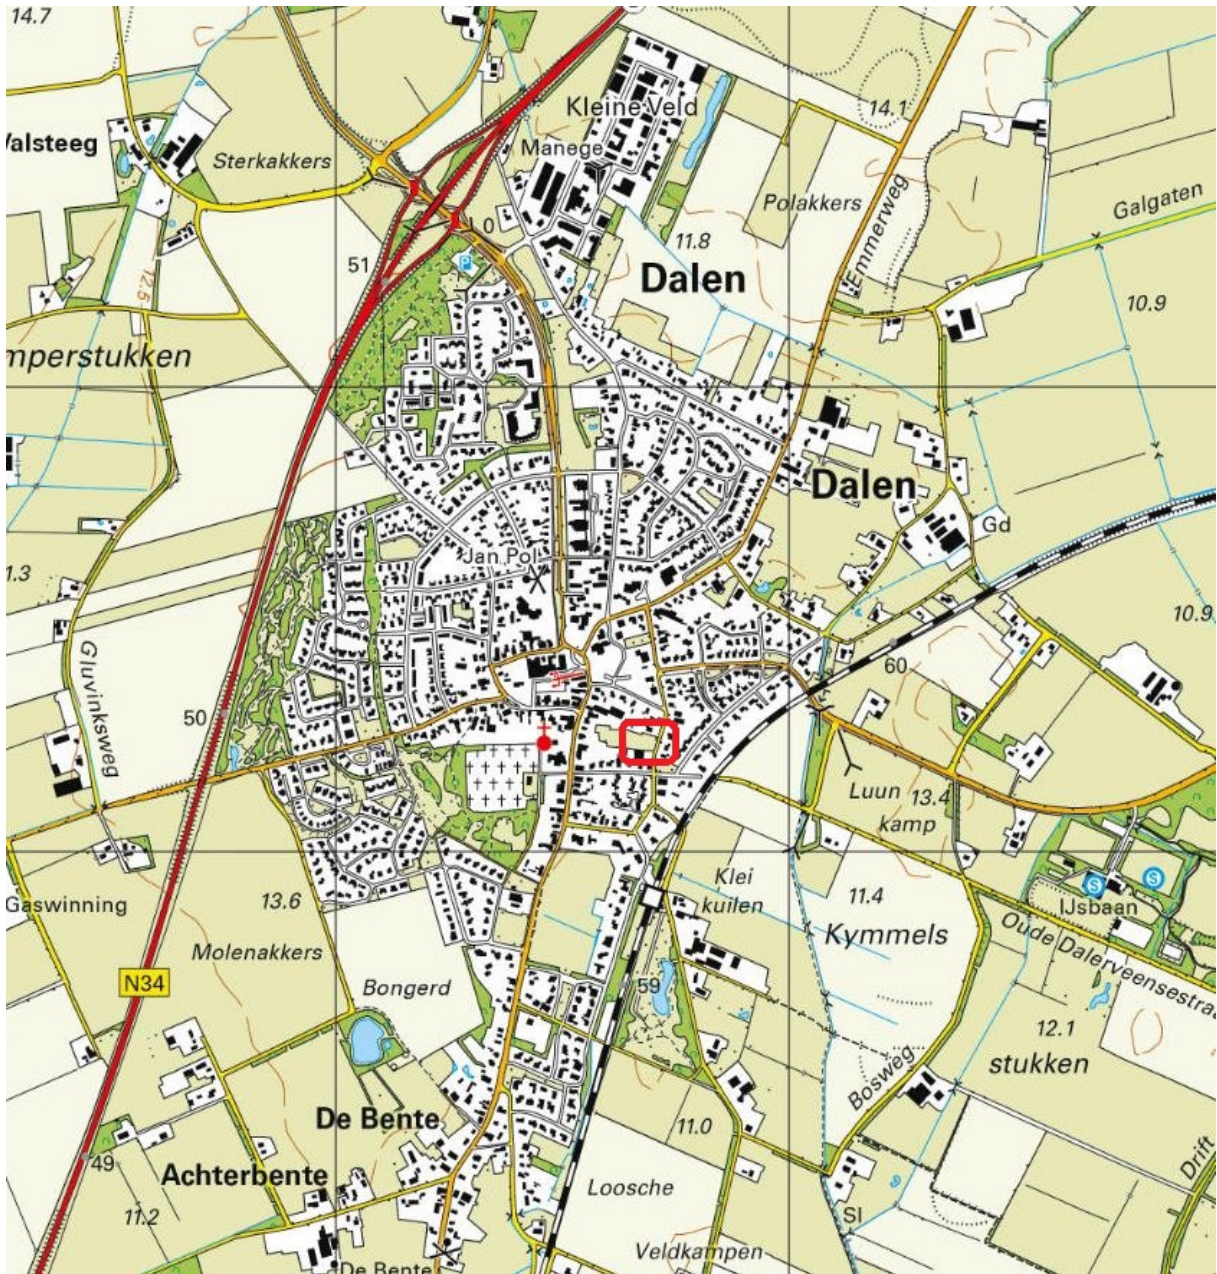 14.7
Kleine Veld
14.1
Manege
Sterkakkers
Polakkers
Emmerweg
Galgaten
11.8
51
Dalen
12.5
10.9
mperstukken
Dalen
Gd
Jan Pol
1.3
10.9
Gluvinksweg
60
50
Luun
kamp
13.4
Klei
kuilen
13.6
11.4
S
S
IJsbaan
Gaswinning
Kymmels
Oude Dalerveensestra
Molenakkers
N34
Bongerd
59
12.1
stukken
Bosweg
De Bente
11.0
49
Achterbente
Loosche
Drift
11.2
Sl
Veldkampen
De Bente